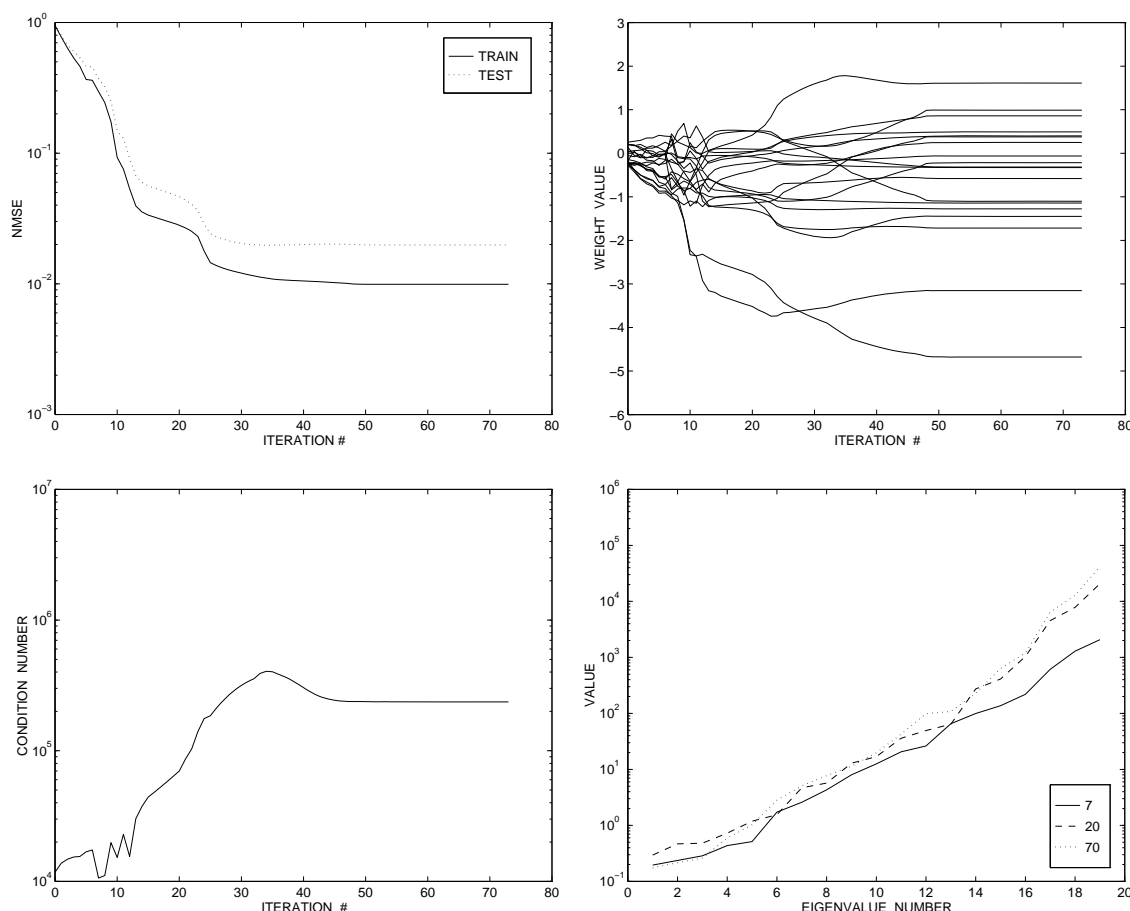 10^0
10^-1
10^-2
10^-3
NMSE
0 10 20 30 40 50 60 70 80
ITERATION #
TRAIN
TEST
3
2
1
0
−1
−2
−3
−4
−5
−6
WEIGHT VALUE
0 10 20 30 40 50 60 70 80
ITERATION #
10^7
10^6
10^5
10^4
CONDITION NUMBER
0 10 20 30 40 50 60 70 80
ITERATION #
10^6
10^5
10^4
10^3
10^2
10^1
10^0
10^-1
VALUE
0 2 4 6 8 10 12 14 16 18 20
EIGENVALUE NUMBER
7
20
70